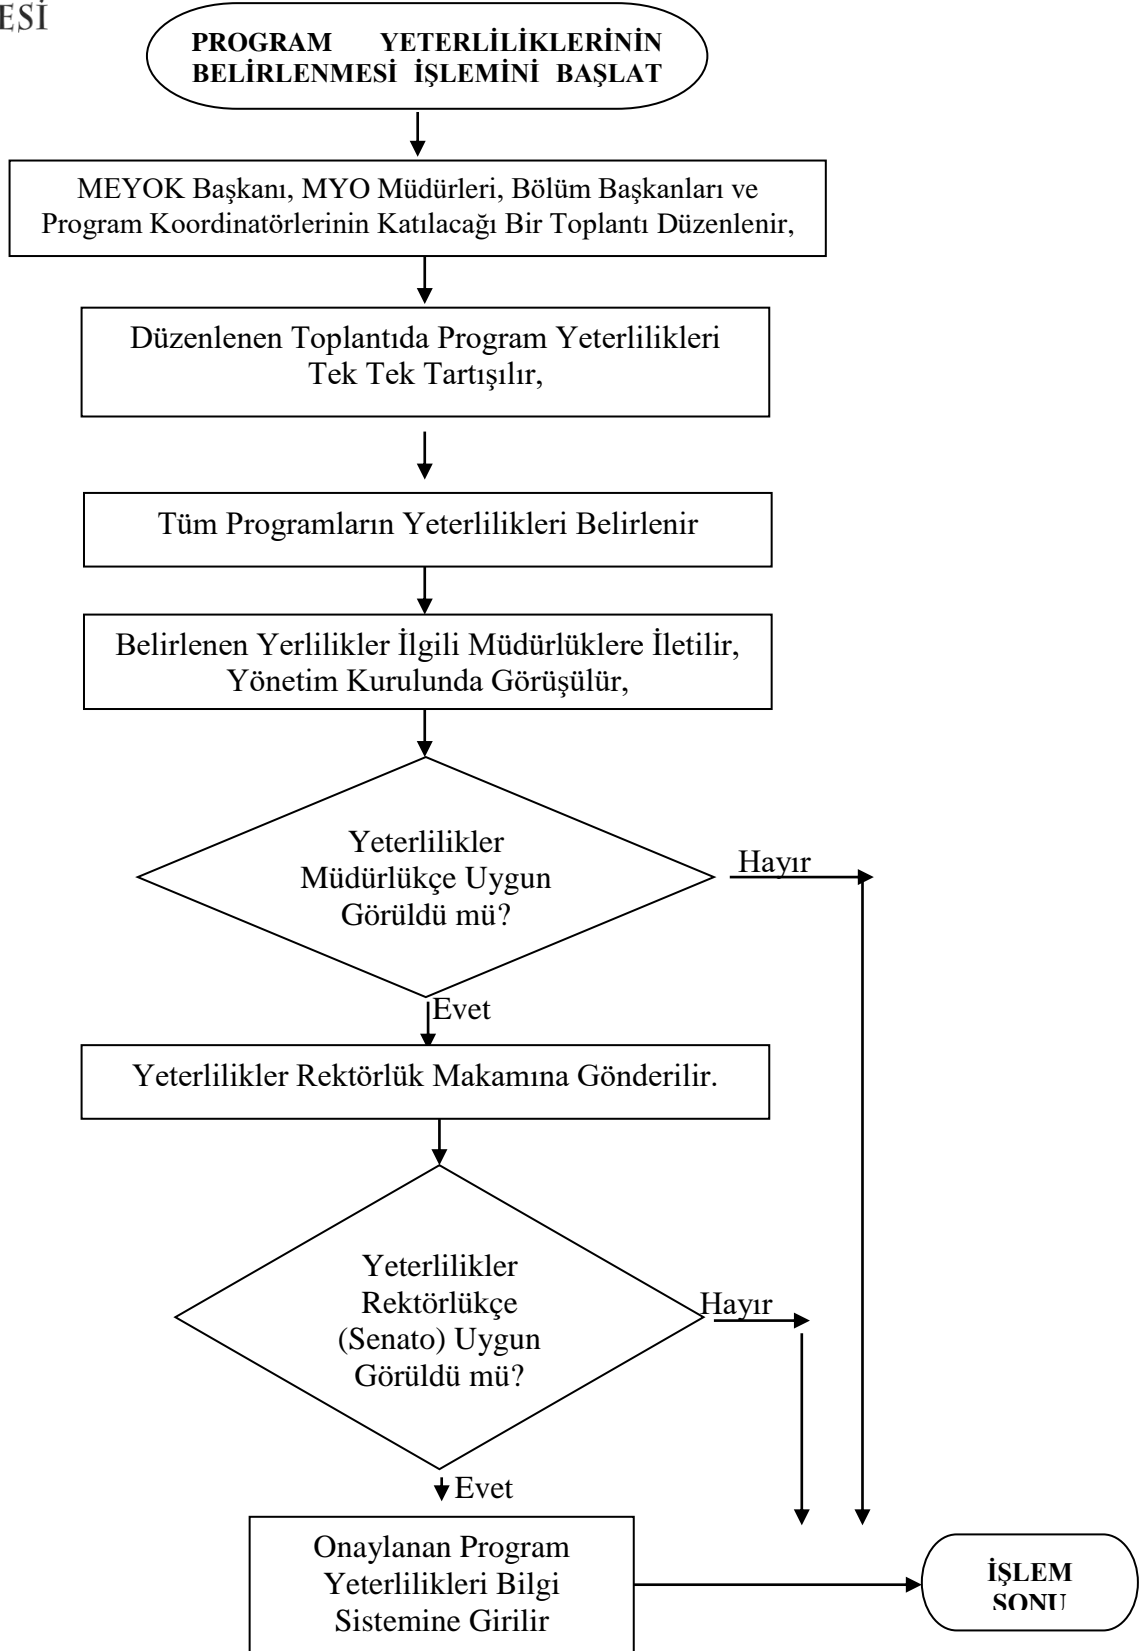 ESİ
PROGRAM YETERLİLİKLERİNİN
BELİRLENMESİ İŞLEMİNİ BAŞLAT
MEYOK Başkanı, MYO Müdürleri, Bölüm Başkanları ve
Program Koordinatörlerinin Katılacağı Bir Toplantı Düzenlenir,
Düzenlenen Toplantıda Program Yeterlilikleri
Tek Tek Tartışılır,
Tüm Programların Yeterlilikleri Belirlenir
Belirlenen Yerlilikler İlgili Müdürlüklere İletilir,
Yönetim Kurulunda Görüşülür,
Yeterlilikler
Müdürlükçe Uygun
Görüldü mü?
Hayır
Evet
Yeterlilikler Rektörlük Makamına Gönderilir.
Yeterlilikler
Rektörlükçe
(Senato) Uygun
Görüldü mü?
Hayır
Evet
Onaylanan Program
Yeterlilikleri Bilgi
Sistemine Girilir
İŞLEM
SONU